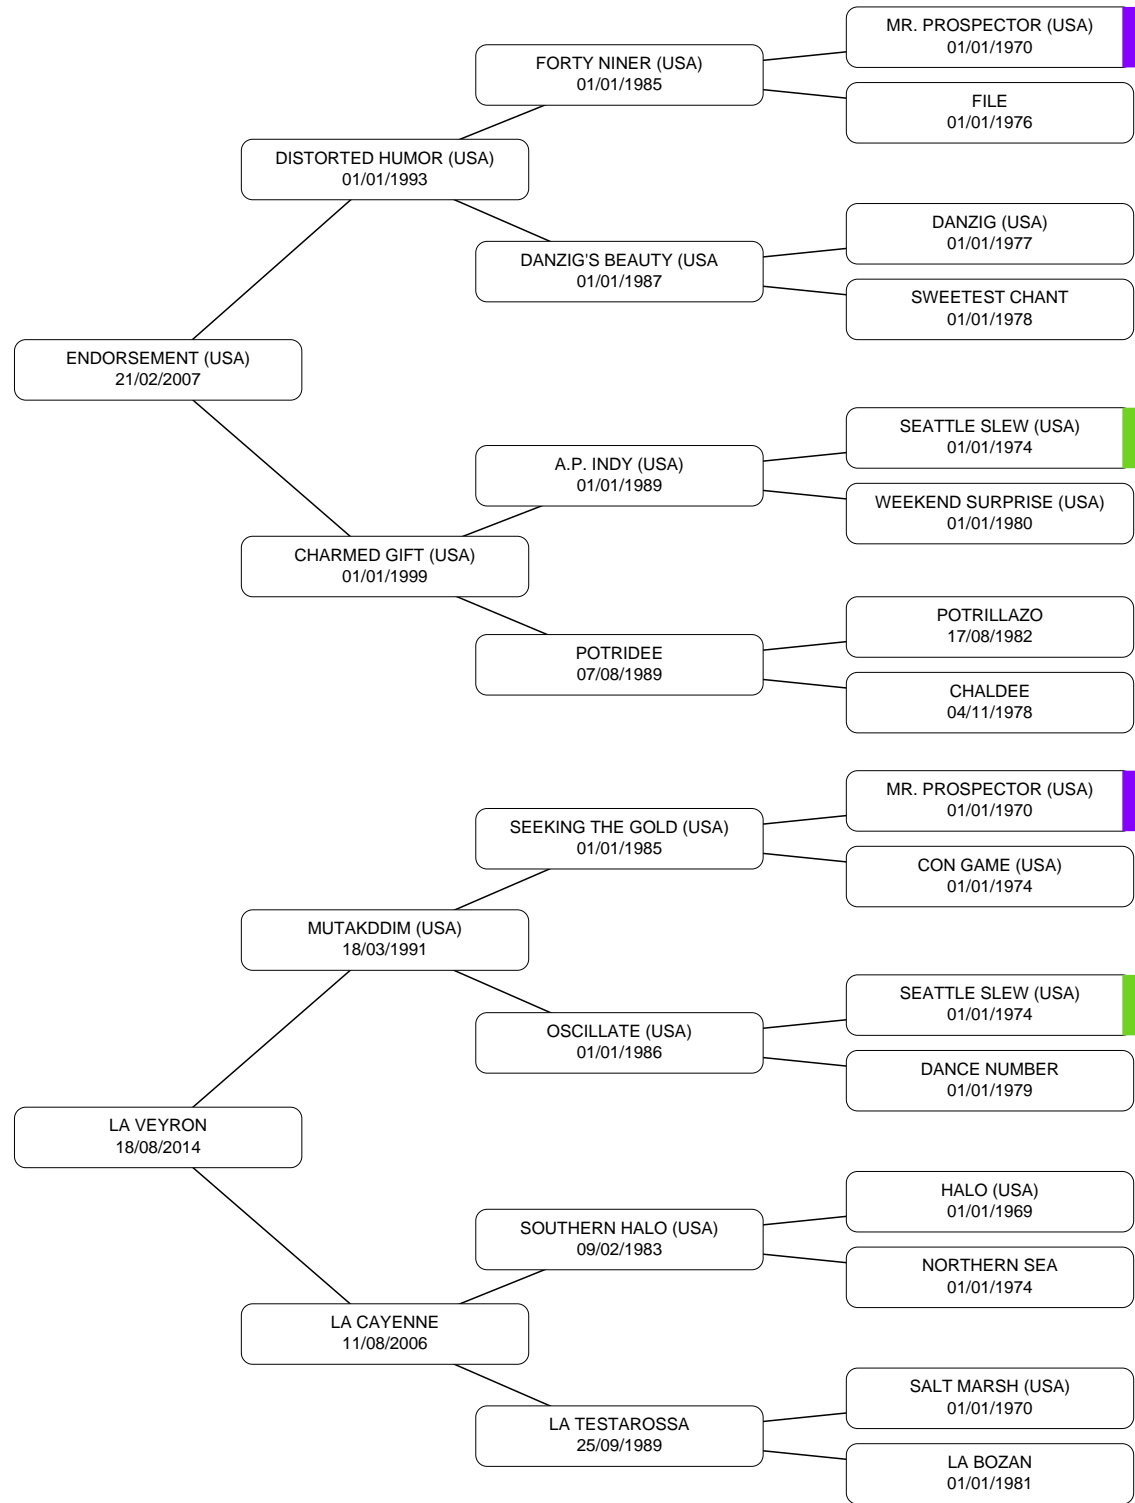 MR. PROSPECTOR (USA)
01/01/1970
FORTY NINER (USA)
01/01/1985
FILE
01/01/1976
DISTORTED HUMOR (USA)
01/01/1993
DANZIG (USA)
01/01/1977
DANZIG'S BEAUTY (USA
01/01/1987
SWEETEST CHANT
01/01/1978
ENDORSEMENT (USA)
21/02/2007
SEATTLE SLEW (USA)
01/01/1974
A.P. INDY (USA)
01/01/1989
WEEKEND SURPRISE (USA)
01/01/1980
CHARMED GIFT (USA)
01/01/1999
POTRILLAZO
17/08/1982
POTRIDEE
07/08/1989
CHALDEE
04/11/1978
MR. PROSPECTOR (USA)
01/01/1970
SEEKING THE GOLD (USA)
01/01/1985
CON GAME (USA)
01/01/1974
MUTAKDDIM (USA)
18/03/1991
SEATTLE SLEW (USA)
01/01/1974
OSCILLATE (USA)
01/01/1986
DANCE NUMBER
01/01/1979
LA VEYRON
18/08/2014
HALO (USA)
01/01/1969
SOUTHERN HALO (USA)
09/02/1983
NORTHERN SEA
01/01/1974
LA CAYENNE
11/08/2006
SALT MARSH (USA)
01/01/1970
LA TESTAROSSA
25/09/1989
LA BOZAN
01/01/1981